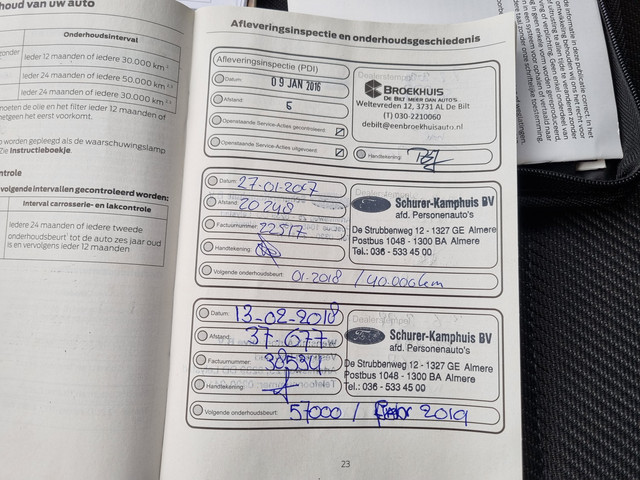 houd van uw auto
Onderhoudsinterval
Ieder 12 maanden of iedere 30.000 km
Ieder 24 maanden of iedere 50.000 km
Ieder 24 maanden of iedere 30.000 km
moeten de olie en het filter ieder 12 maanden of
hetgeen het eerst voorkomt.
worden gepleegd als de waarschuwingslamp
Zie Instructieboekje.
ntrole
volgende intervallen gecontroleerd worden:
Interval carrosserie- en lakcontrole
Iedere 24 maanden of iedere tweede
onderhoudsbeurt tot de auto zes jaar oud
is en vervolgens ieder 12 maanden
Afleveringsinspectie en onderhoudsgeschiedenis
Afleveringsinspectie (PDI)
Datum: 09 JAN 2016
Afstand: 5
Openstaande Service-Acties gecontroleerd
Openstaande Service-Acties uitgevoerd
BROEKHUIS
DE BILT MEER DAN AUTO'S
Weltevreden 12, 3731 AL De Bilt
(T) 030-2210060
debilt@eenbroekhuisauto.nl
Handtekening:
Datum: 27-01-2017
Afstand: 20 248
Factuurnummer: 22517
Handtekening:
Schurer-Kamphuis BV
afd. Personenauto's
De Strubbenweg 12 - 1327 GE Almere
Postbus 1048 - 1300 BA Almere
Tel.: 036 - 533 45 00
Volgende onderhoudsbeurt: 01-2018 / 40.000km
Datum: 13-02-2018
Afstand: 37 677
Factuurnummer: 30534
Handtekening:
Dealerstempel
Schurer-Kamphuis BV
afd. Personenauto's
De Strubbenweg 12 - 1327 GE Almere
Postbus 1048 - 1300 BA Almere
Tel.: 036 - 533 45 00
Volgende onderhoudsbeurt: 57000 / 2019
23